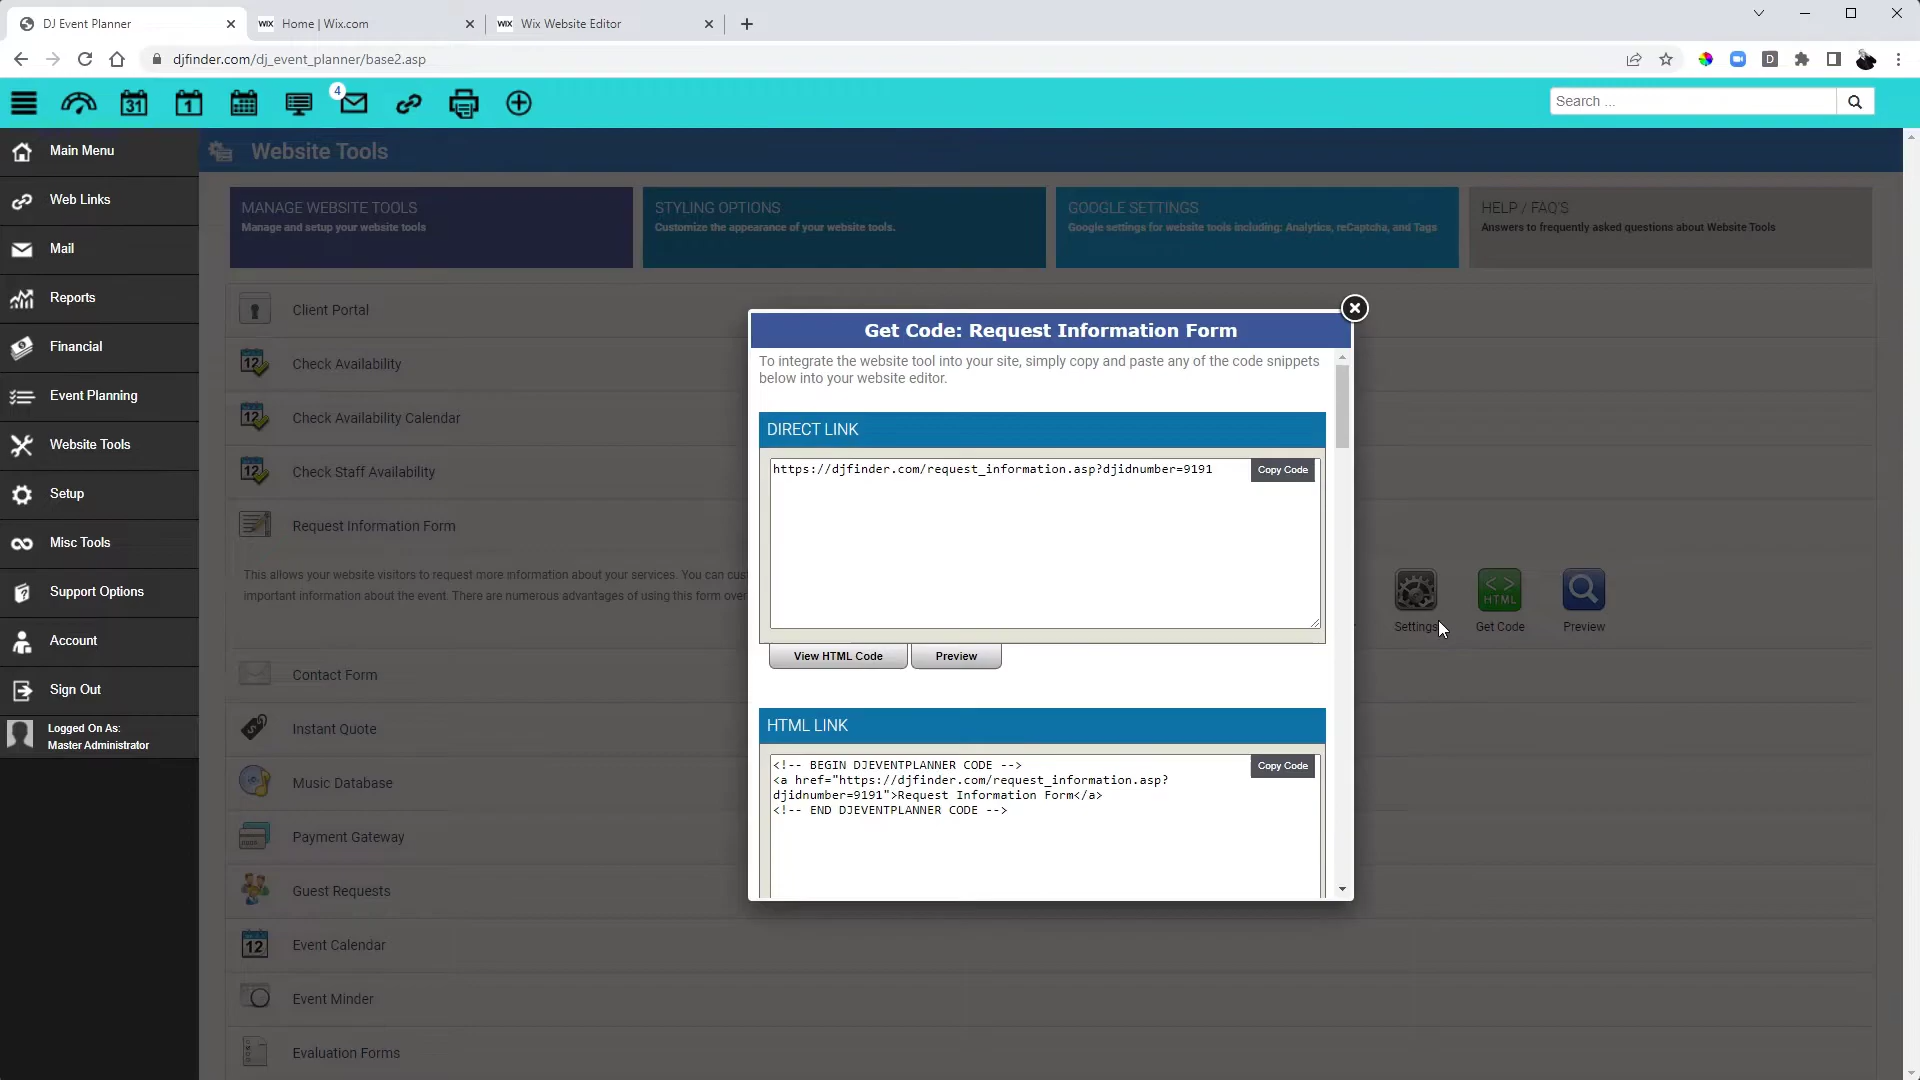 DJ Event Planner
WIX Home | Wix.com
WIX Wix Website Editor
djfinder.com/dj_event_planner/base2.asp
D
31
1
4
Search ...
Main Menu
Web Links
Mail
Reports
Financial
Event Planning
Website Tools
Setup
Misc Tools
Support Options
Account
Sign Out
Logged On As:
Master Administrator
Website Tools
MANAGE WEBSITE TOOLS
Manage and setup your website tools
STYLING OPTIONS
Customize the appearance of your website tools.
GOOGLE SETTINGS
Google settings for website tools including: Analytics, reCaptcha, and Tags
HELP / FAQ'S
Answers to frequently asked questions about Website Tools
Client Portal
12
Check Availability
12
Check Availability Calendar
12
Check Staff Availability
Request Information Form
This allows your website visitors to request more information about your services. You can cus
important information about the event. There are numerous advantages of using this form over
Settings
HTML
Get Code
Preview
Contact Form
Instant Quote
Music Database
Payment Gateway
Guest Requests
12
Event Calendar
Event Minder
Evaluation Forms
Get Code: Request Information Form
To integrate the website tool into your site, simply copy and paste any of the code snippets
below into your website editor.
DIRECT LINK
https://djfinder.com/request_information.asp?djidnumber=9191
Copy Code
View HTML Code
Preview
HTML LINK
<!-- BEGIN DJEVENTPLANNER CODE -->
<a href="https://djfinder.com/request_information.asp?
djidnumber=9191">Request Information Form</a>
<!-- END DJEVENTPLANNER CODE -->
Copy Code